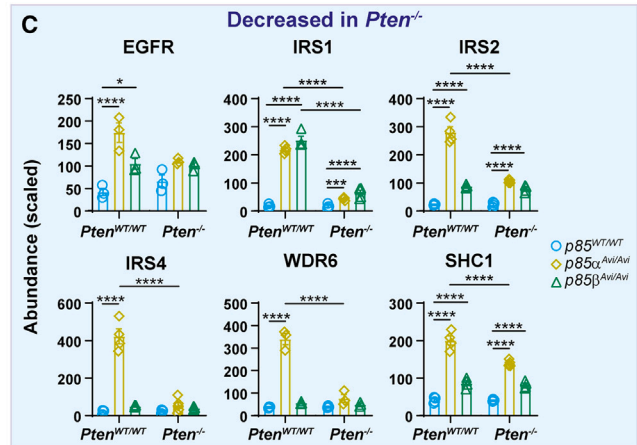 C
Decreased in Pten-/-
EGFR
IRS1
IRS2
Abundance (scaled)
250
200
150
100
50
0
****
*
PtenWT/WT
Pten-/-
400
300
200
100
0
****
****
****
****
***
****
PtenWT/WT
Pten-/-
400
300
200
100
0
****
****
****
****
****
PtenWT/WT
Pten-/-
p85WT/WT
p85αAvi/Avi
p85βAvi/Avi
IRS4
WDR6
SHC1
600
400
200
0
****
****
PtenWT/WT
Pten-/-
500
400
300
200
100
0
****
****
PtenWT/WT
Pten-/-
300
200
100
0
****
****
****
****
****
PtenWT/WT
Pten-/-